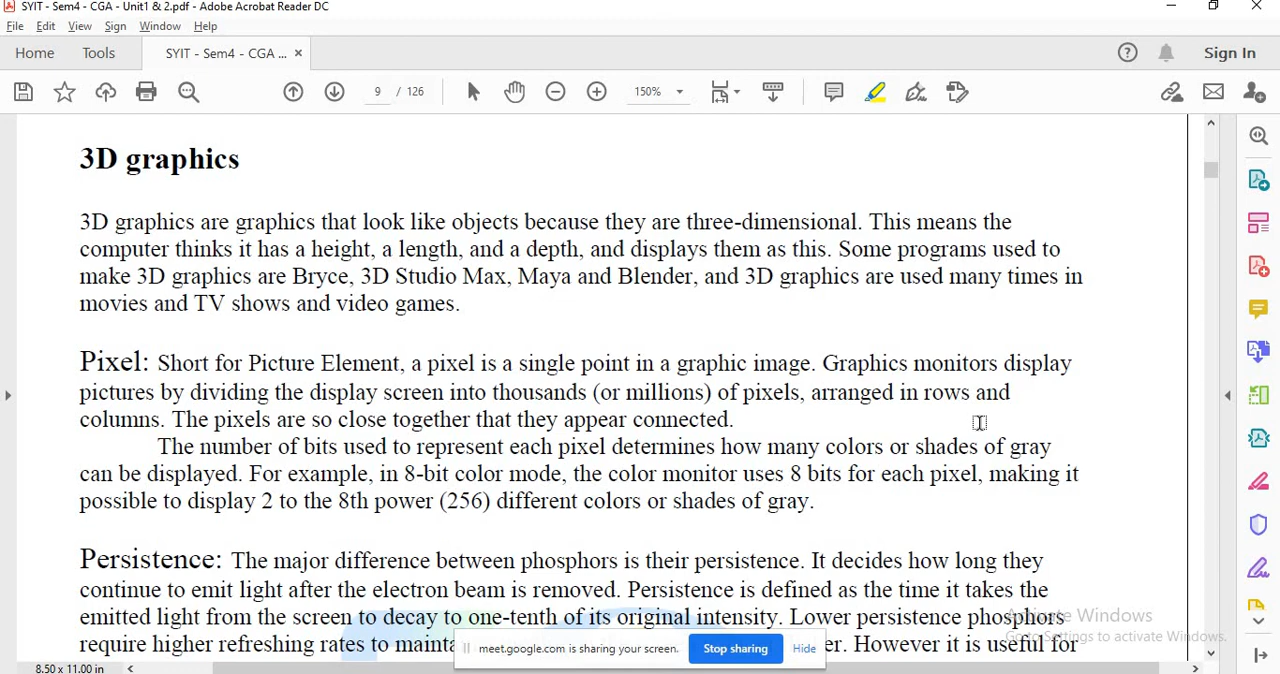 SYIT - Sem4 - CGA - Unit1 & 2.pdf - Adobe Acrobat Reader DC
File Edit View Sign Window Help
Home Tools SYIT - Sem4 - CGA ... × Sign In
9 / 126 150%
3D graphics
3D graphics are graphics that look like objects because they are three-dimensional. This means the
computer thinks it has a height, a length, and a depth, and displays them as this. Some programs used to
make 3D graphics are Bryce, 3D Studio Max, Maya and Blender, and 3D graphics are used many times in
movies and TV shows and video games.
Pixel: Short for Picture Element, a pixel is a single point in a graphic image. Graphics monitors display
pictures by dividing the display screen into thousands (or millions) of pixels, arranged in rows and
columns. The pixels are so close together that they appear connected.
The number of bits used to represent each pixel determines how many colors or shades of gray
can be displayed. For example, in 8-bit color mode, the color monitor uses 8 bits for each pixel, making it
possible to display 2 to the 8th power (256) different colors or shades of gray.
Persistence: The major difference between phosphors is their persistence. It decides how long they
continue to emit light after the electron beam is removed. Persistence is defined as the time it takes the
emitted light from the screen to decay to one-tenth of its original intensity. Lower persistence phosphors
Activate Windows
require higher refreshing rates to However it is useful for
Go to Settings to activate Windows.
meet.google.com is sharing your screen. Stop sharing Hide
8.50 x 11.00 in